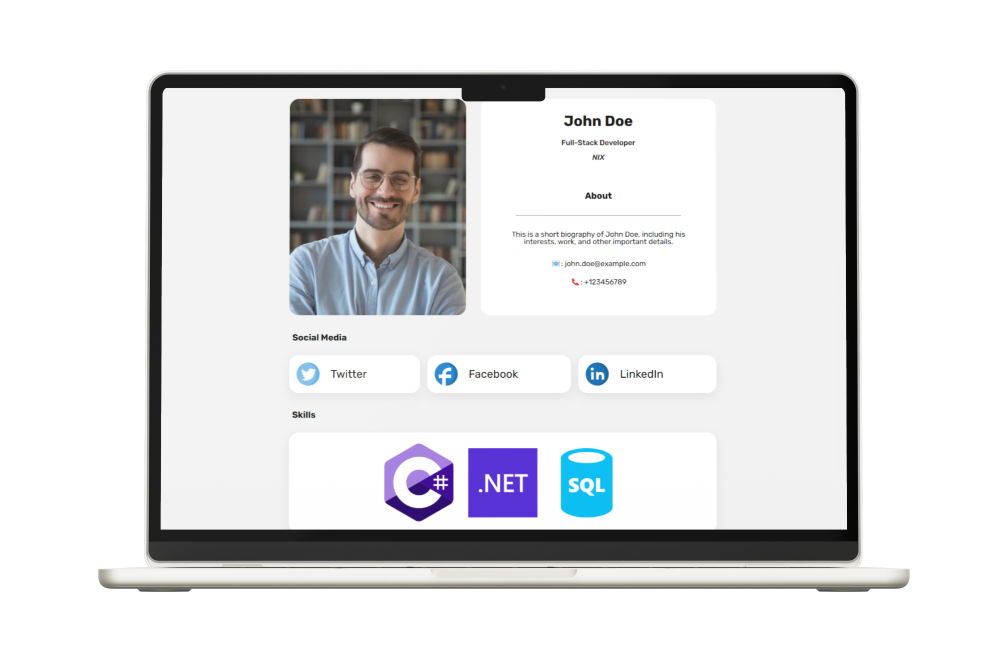 John Doe
Full-Stack Developer
NIX
About
This is a short biography of John Doe, including his
interests, work, and other important details.
📧 : john.doe@example.com
📞 : +123456789
Social Media
Twitter
Facebook
LinkedIn
Skills
C#
.NET
SQL